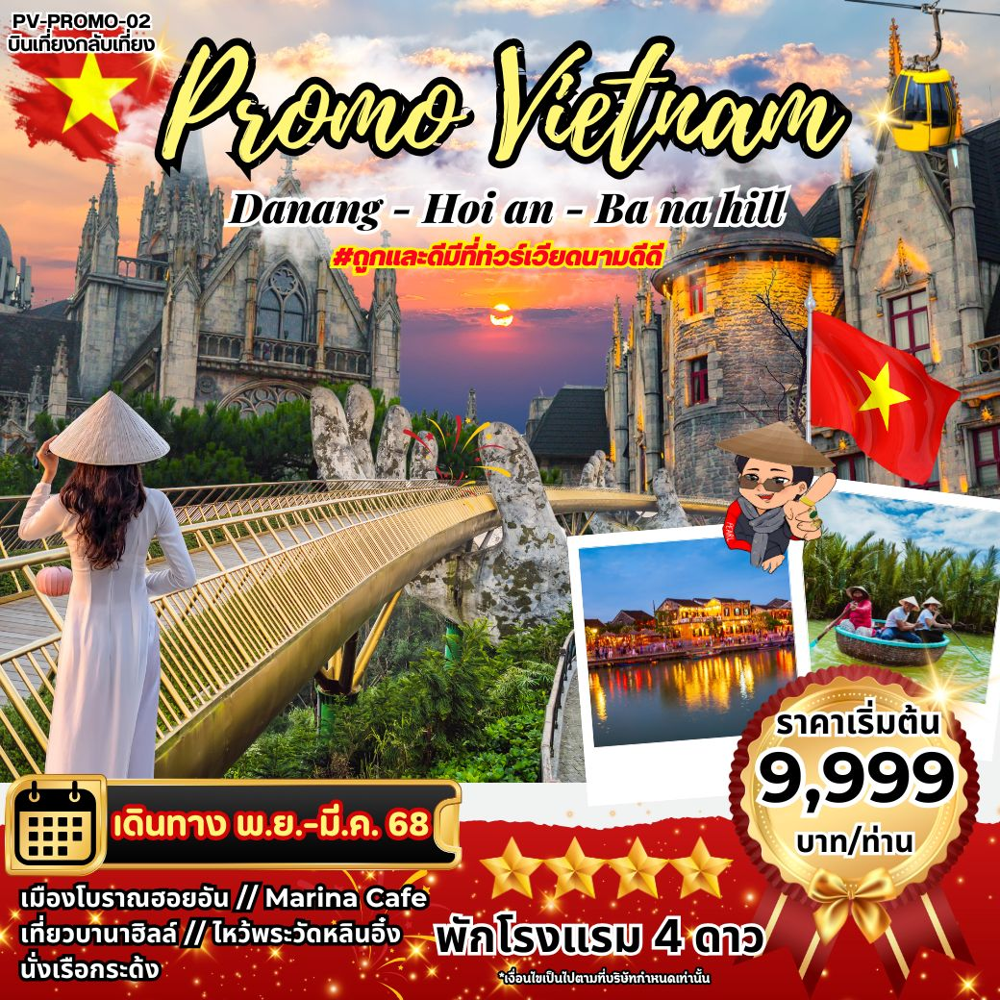 PV-PROMO-02
บินเที่ยงกลับเที่ยง
Promo Vietnam
Danang - Hoi an - Ba na hill
#ถูกและดีมีที่ทัวร์เวียดนามดีดี
ราคาเริ่มต้น
9,999
บาท/ท่าน
เดินทาง พ.ย.-มี.ค. 68
เมืองโบราณฮอยอัน // Marina Cafe
เที่ยวบานาฮิลล์ // ไหว้พระวัดหลินอิ๋ง
นั่งเรือกระด้ง
พักโรงแรม 4 ดาว
*เงื่อนไขเป็นไปตามที่บริษัทกำหนดเท่านั้น